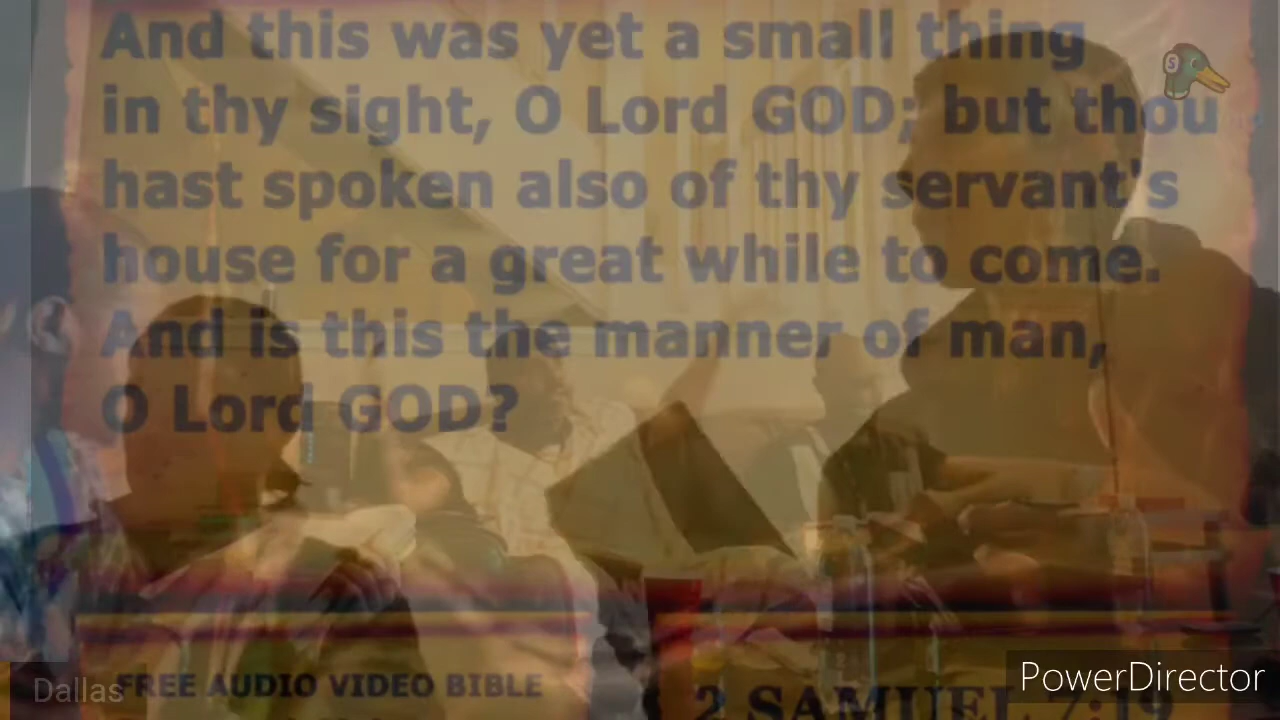 And this was yet a small thing
in thy sight, O Lord GOD; but thou
hast spoken also of thy servant's
house for a great while to come.
And is this the manner of man,
O Lord GOD?
Dallas
FREE AUDIO VIDEO BIBLE
2 SAMUEL 7:19
PowerDirector